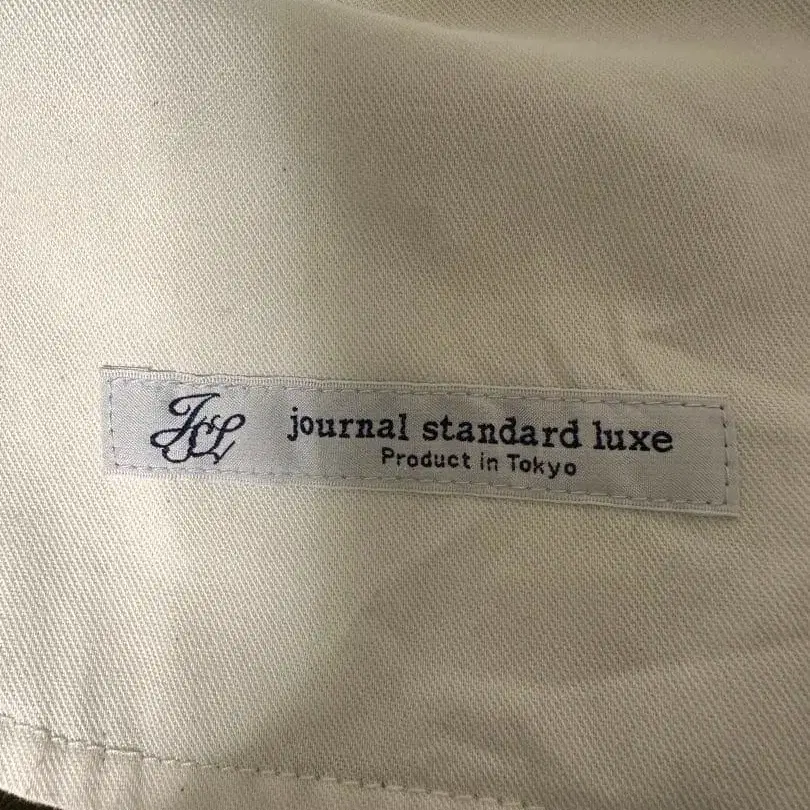 JSL
journal standard luxe
Product in Tokyo